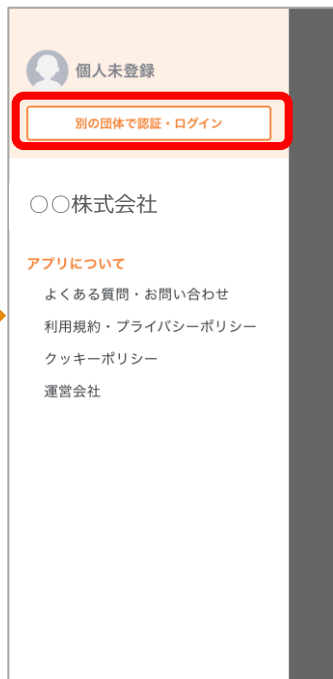 個人未登録
別の団体で認証・ログイン
○○株式会社
アプリについて
よくある質問・お問い合わせ
利用規約・プライバシーポリシー
クッキーポリシー
運営会社